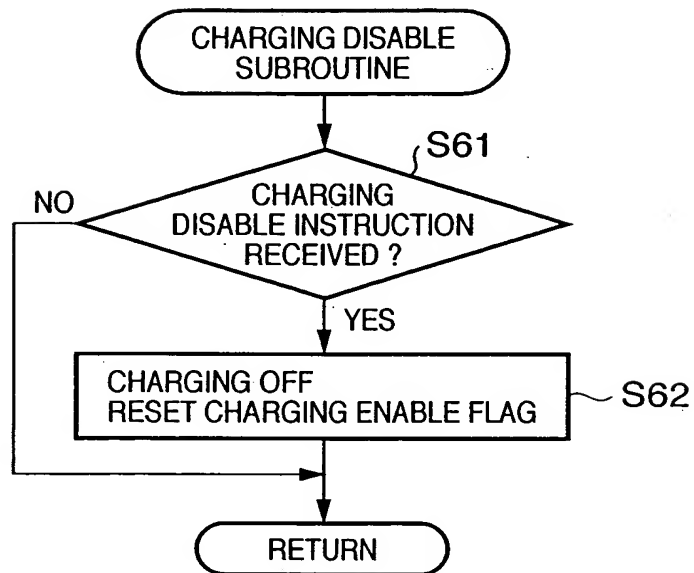 CHARGING DISABLE
SUBROUTINE
S61
CHARGING
DISABLE INSTRUCTION
RECEIVED ?
NO
YES
CHARGING OFF
RESET CHARGING ENABLE FLAG
S62
RETURN